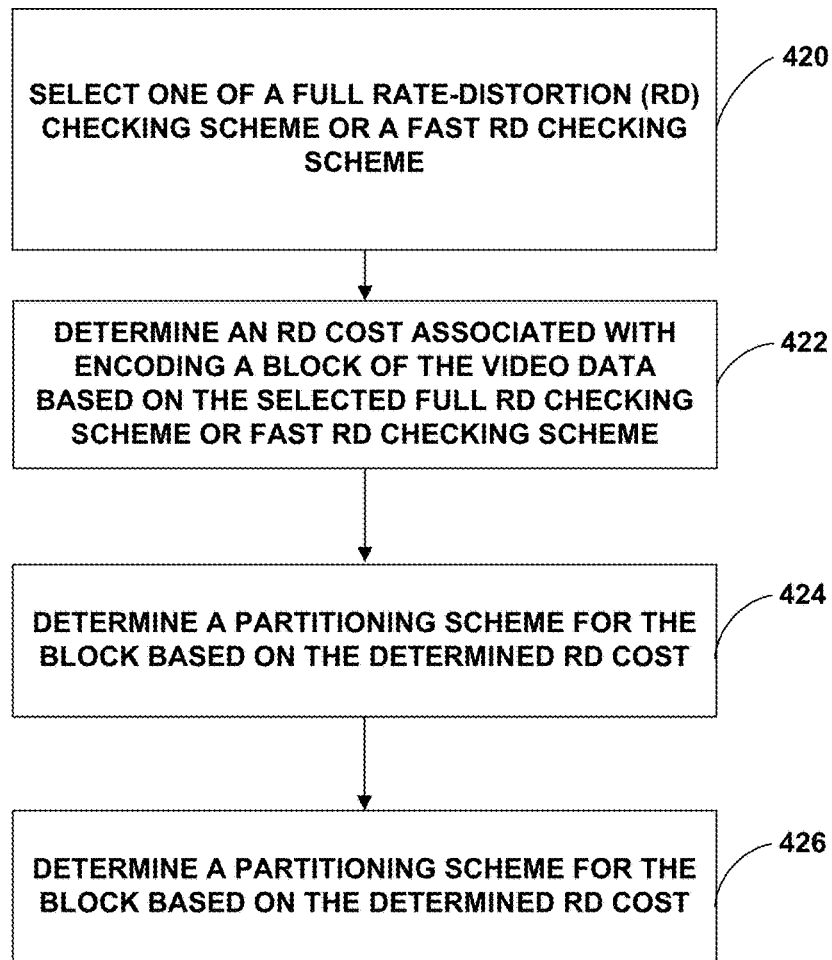 SELECT ONE OF A FULL RATE-DISTORTION (RD)
CHECKING SCHEME OR A FAST RD CHECKING
SCHEME
420
DETERMINE AN RD COST ASSOCIATED WITH
ENCODING A BLOCK OF THE VIDEO DATA
BASED ON THE SELECTED FULL RD CHECKING
SCHEME OR FAST RD CHECKING SCHEME
422
DETERMINE A PARTITIONING SCHEME FOR THE
BLOCK BASED ON THE DETERMINED RD COST
424
DETERMINE A PARTITIONING SCHEME FOR THE
BLOCK BASED ON THE DETERMINED RD COST
426